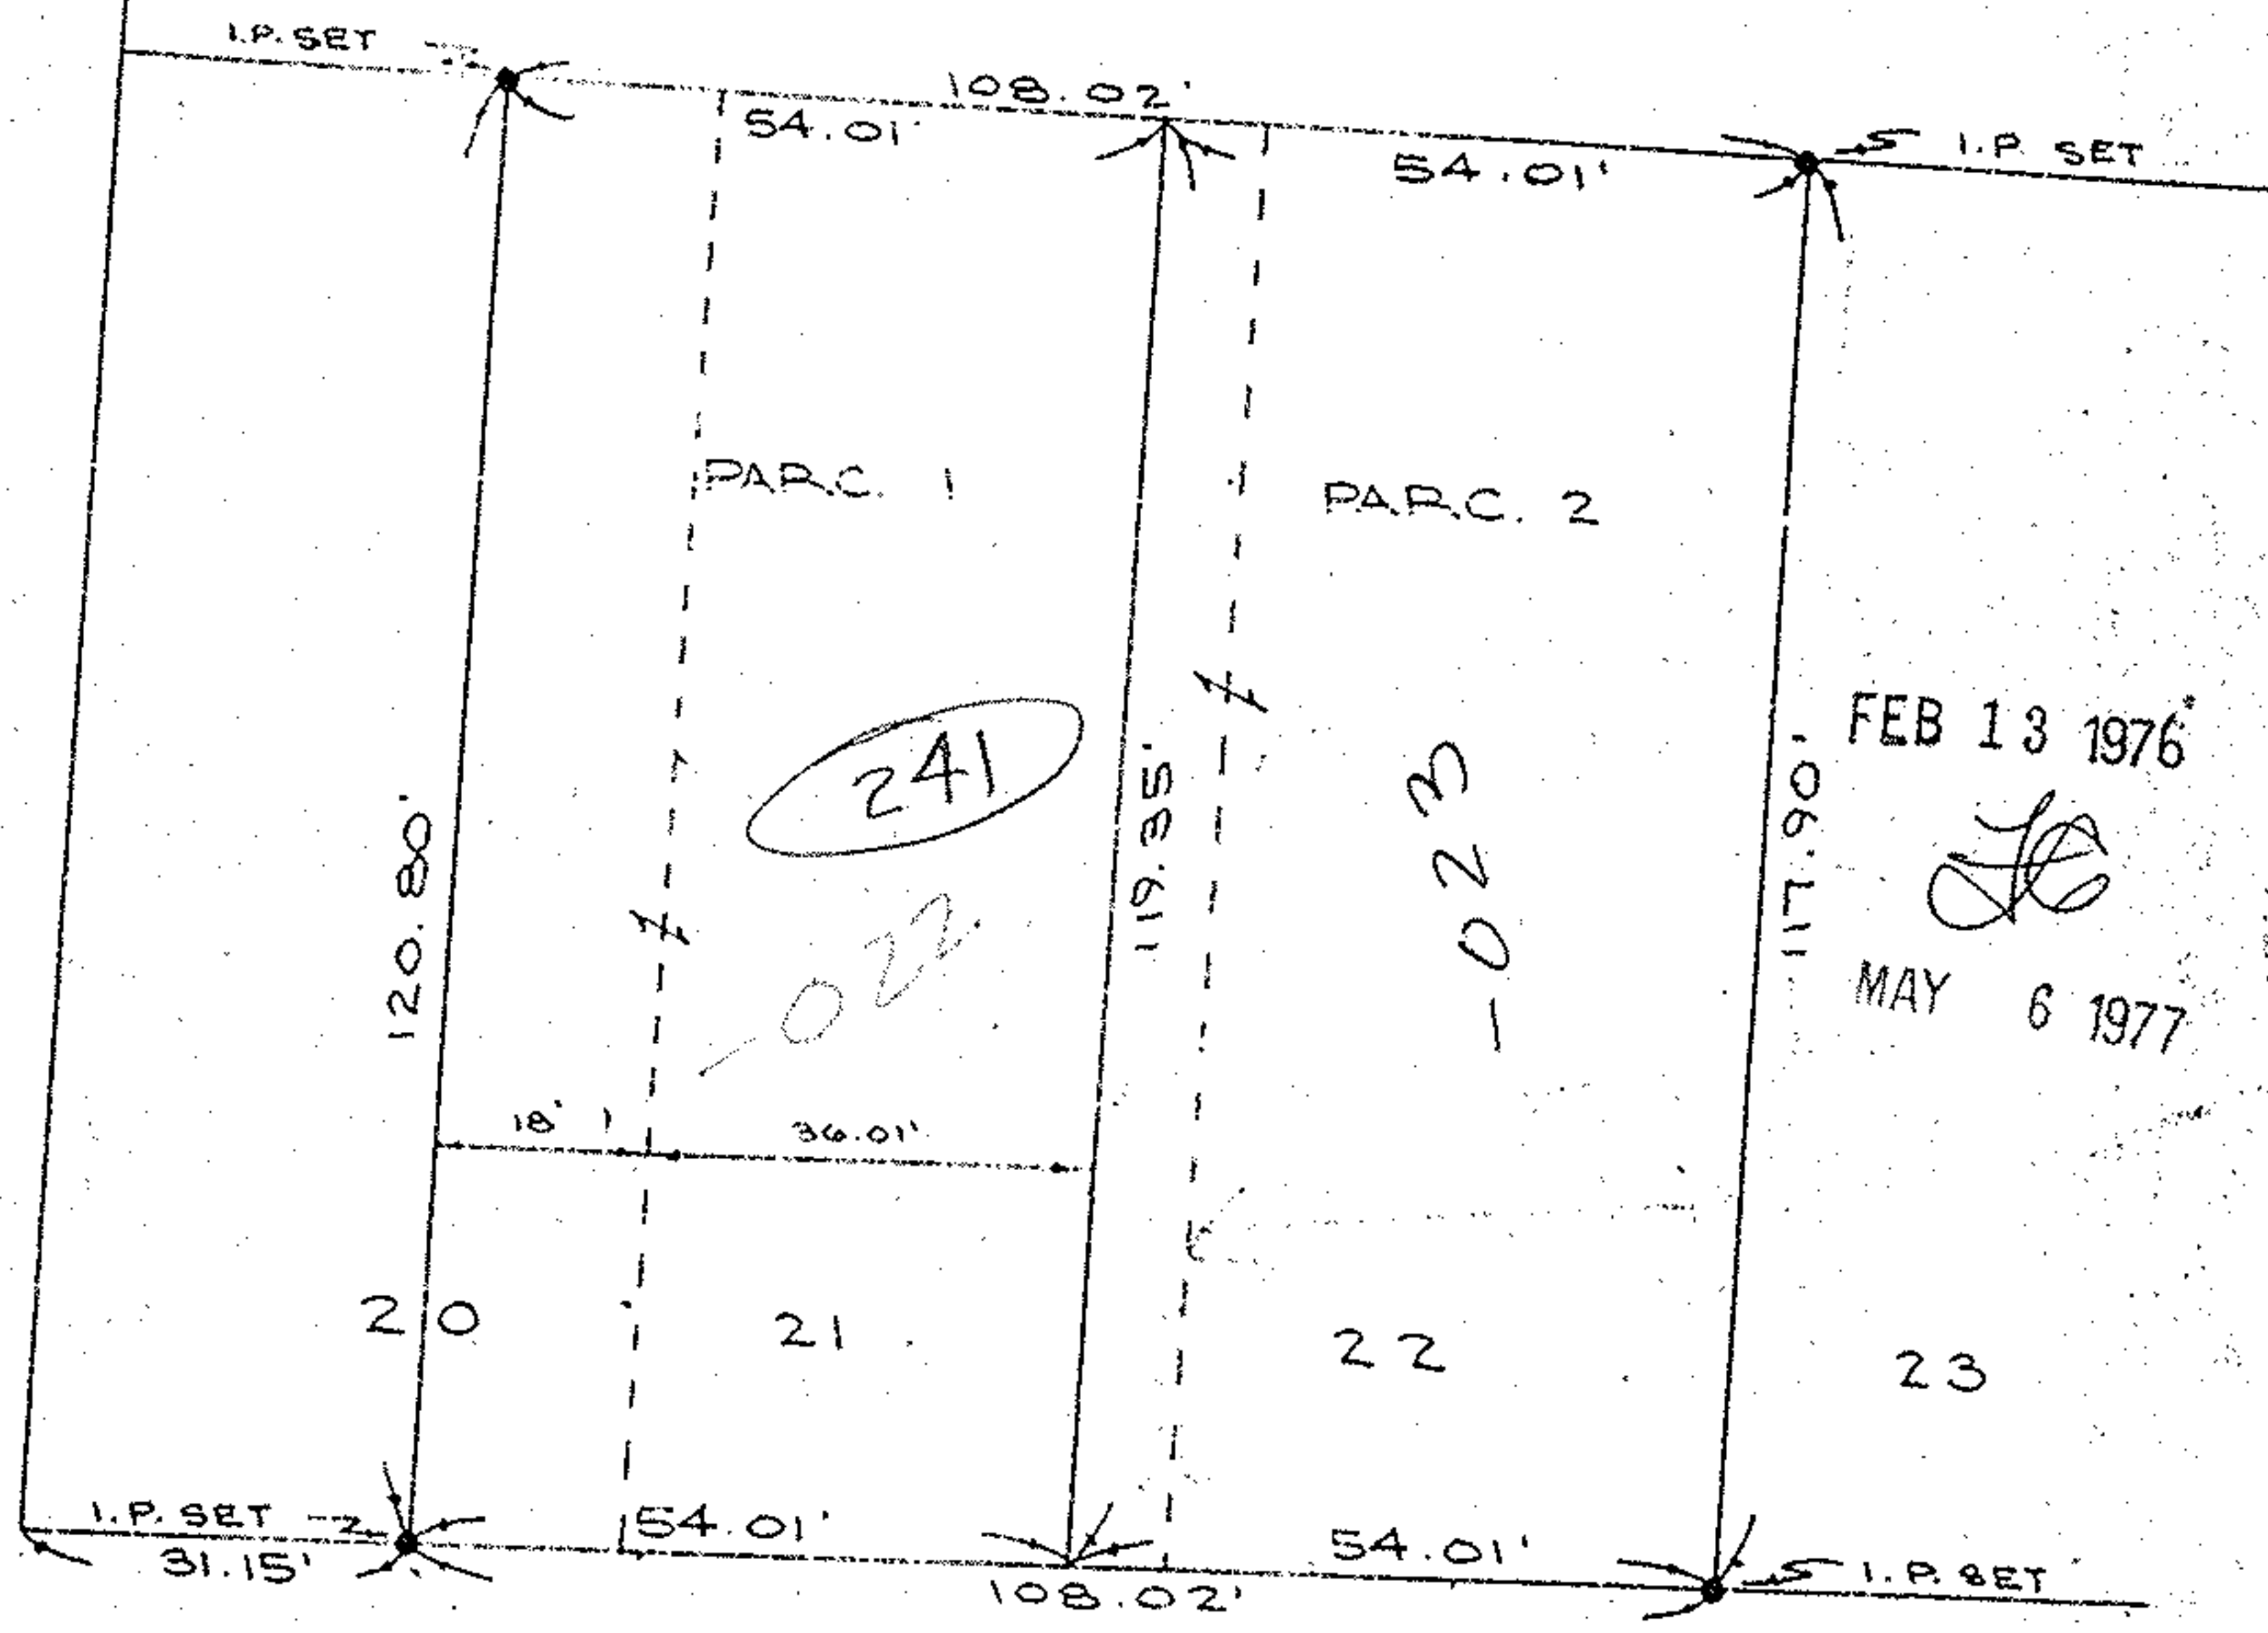 I.P. SET
108.02'
54.01'
54.01'
I.P. SET
PARC. 1
PARC. 2
241
FEB 13 1976
120.80'
119.35'
-023
117.90'
-022
MAY 6 1977
18'
36.01'
20
21
22
23
I.P. SET
31.15'
54.01'
54.01'
108.02'
I.P. SET